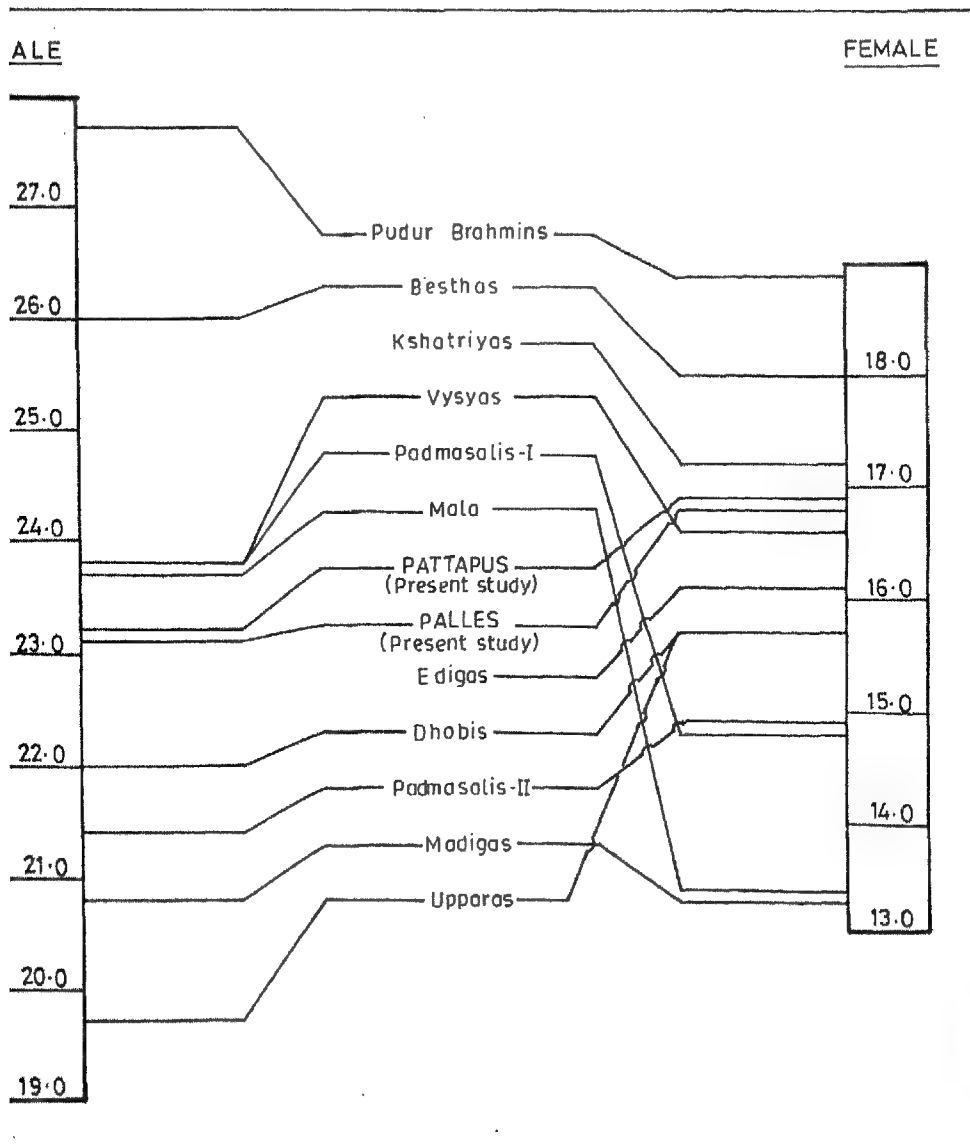 ALE
FEMALE
27.0
26.0
25.0
24.0
23.0
22.0
21.0
20.0
19.0
Pudur Brahmins
Besthas
Kshatriyas
Vysyas
Padmasalis-I
Mala
PATTAPUS
(Present study)
PALLES
(Present study)
Edigas
Dhobis
Padmasalis-II
Madigas
Upparas
18.0
17.0
16.0
15.0
14.0
13.0